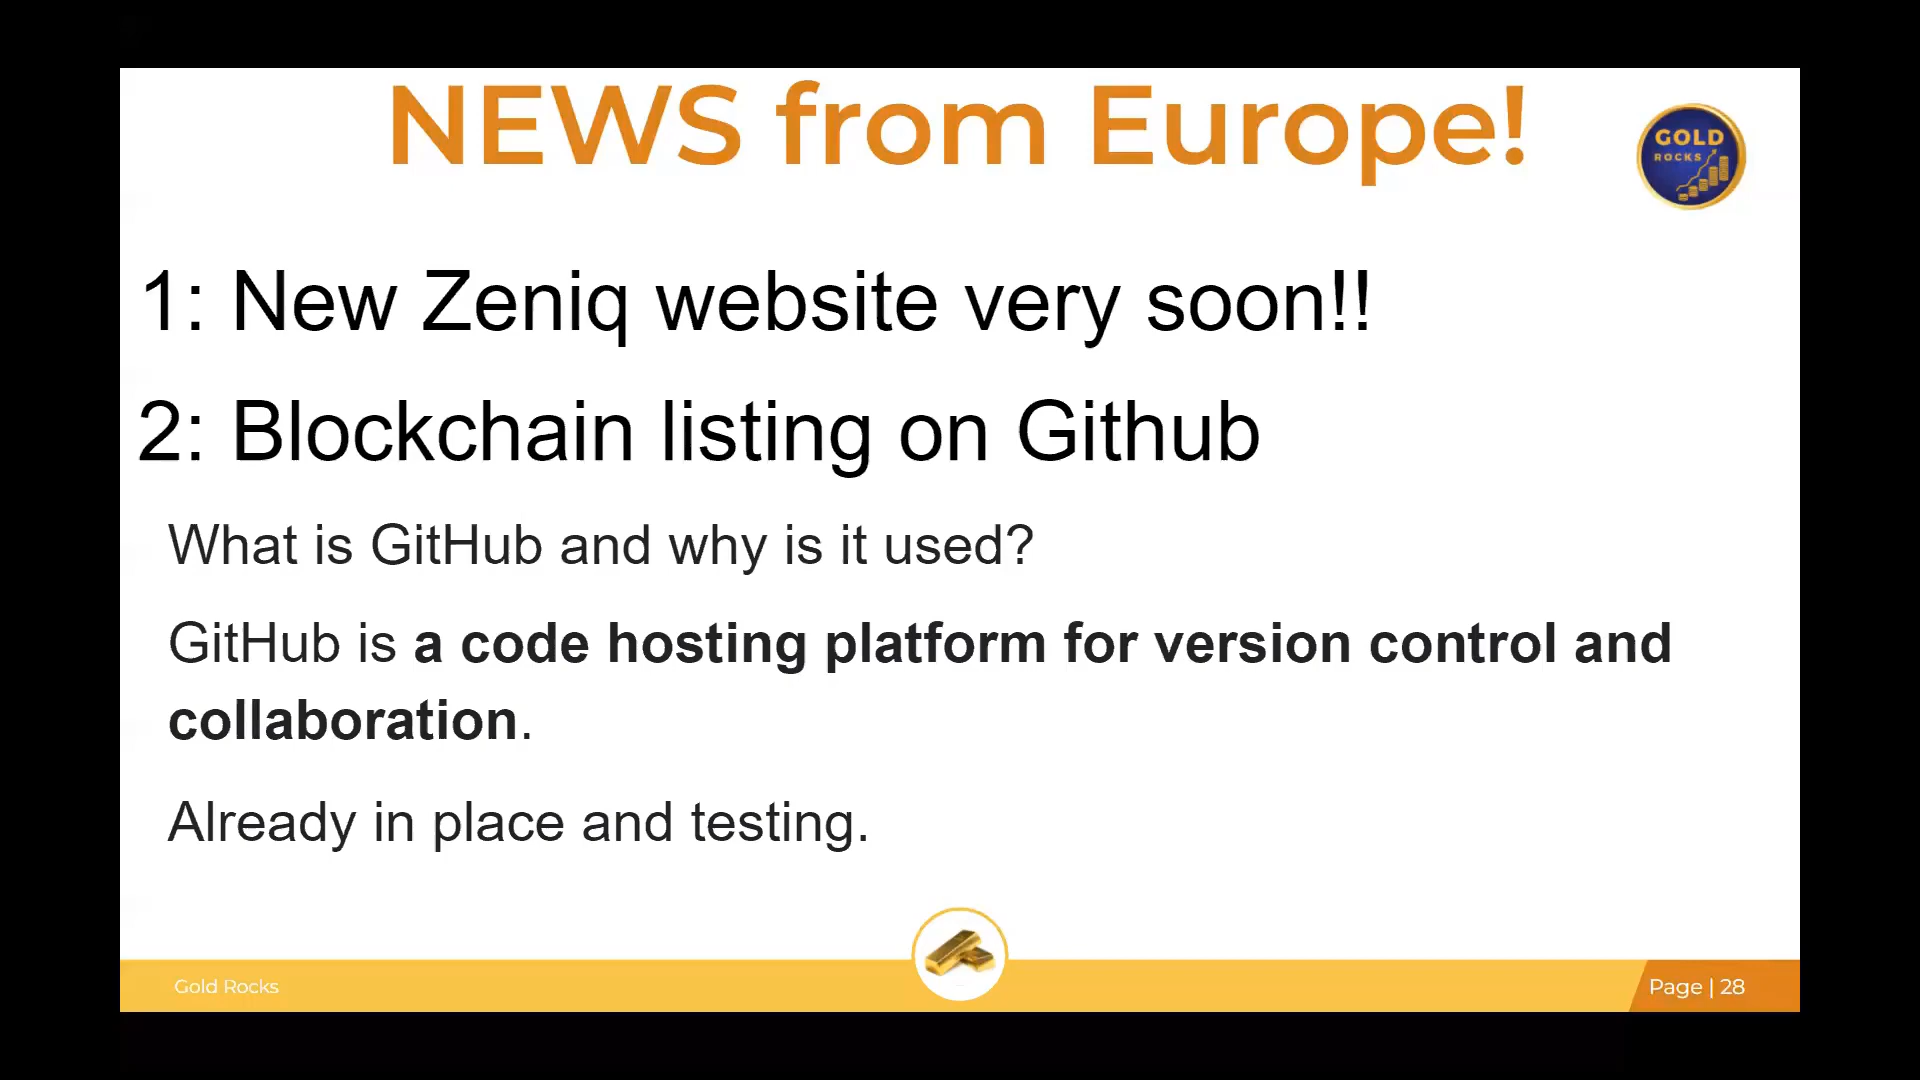 NEWS from Europe!
GOLD
ROCKS
1: New Zeniq website very soon!!
2: Blockchain listing on Github
What is GitHub and why is it used?
GitHub is a code hosting platform for version control and
collaboration.
Already in place and testing.
Gold Rocks
Page | 28